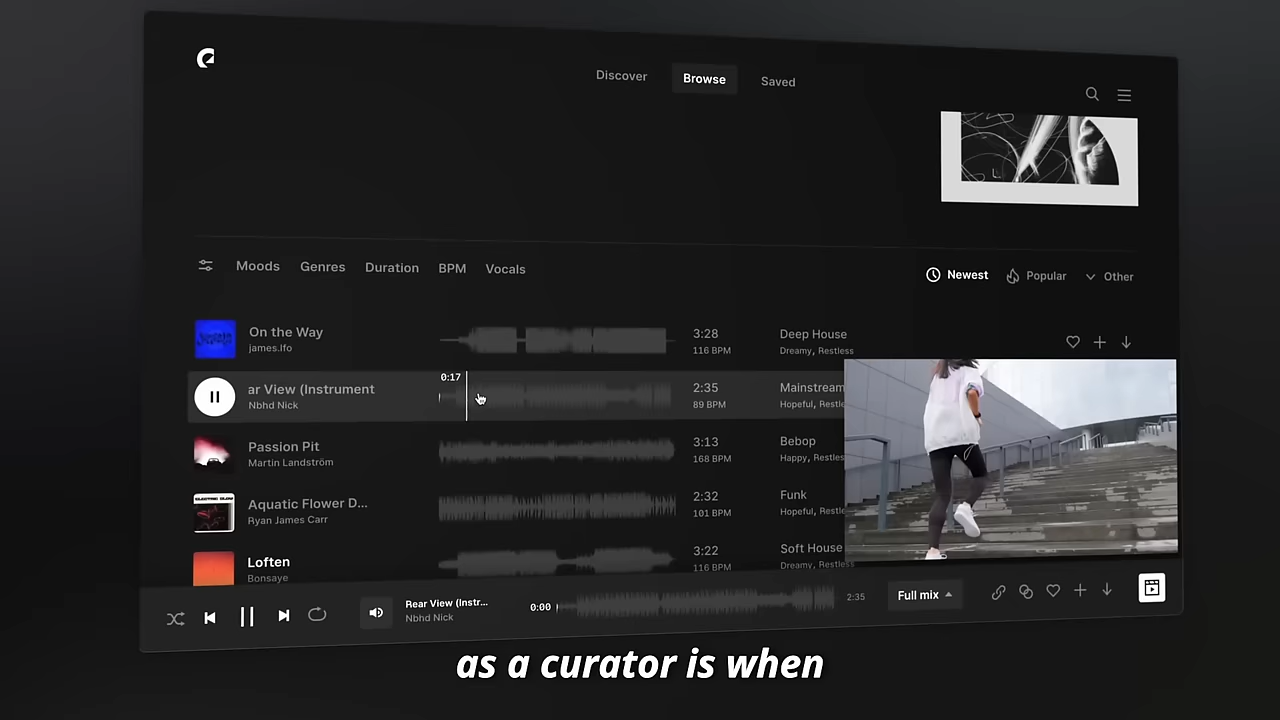 Discover
Browse
Saved
Moods
Genres
Duration
BPM
Vocals
Newest
Popular
Other
On the Way
james.lfo
3:28
116 BPM
Deep House
Dreamy, Restless
ar View (Instrument
Nbhd Nick
0:17
2:35
89 BPM
Mainstream
Hopeful, Restle
Passion Pit
Martin Landström
3:13
168 BPM
Bebop
Happy, Restles
Aquatic Flower D...
Ryan James Carr
2:32
101 BPM
Funk
Hopeful, Restle
Loften
Bonsaye
3:22
116 BPM
Soft House
Dreamy, Restless
Rear View (Instr...
Nbhd Nick
0:00
2:35
Full mix
as a curator is when